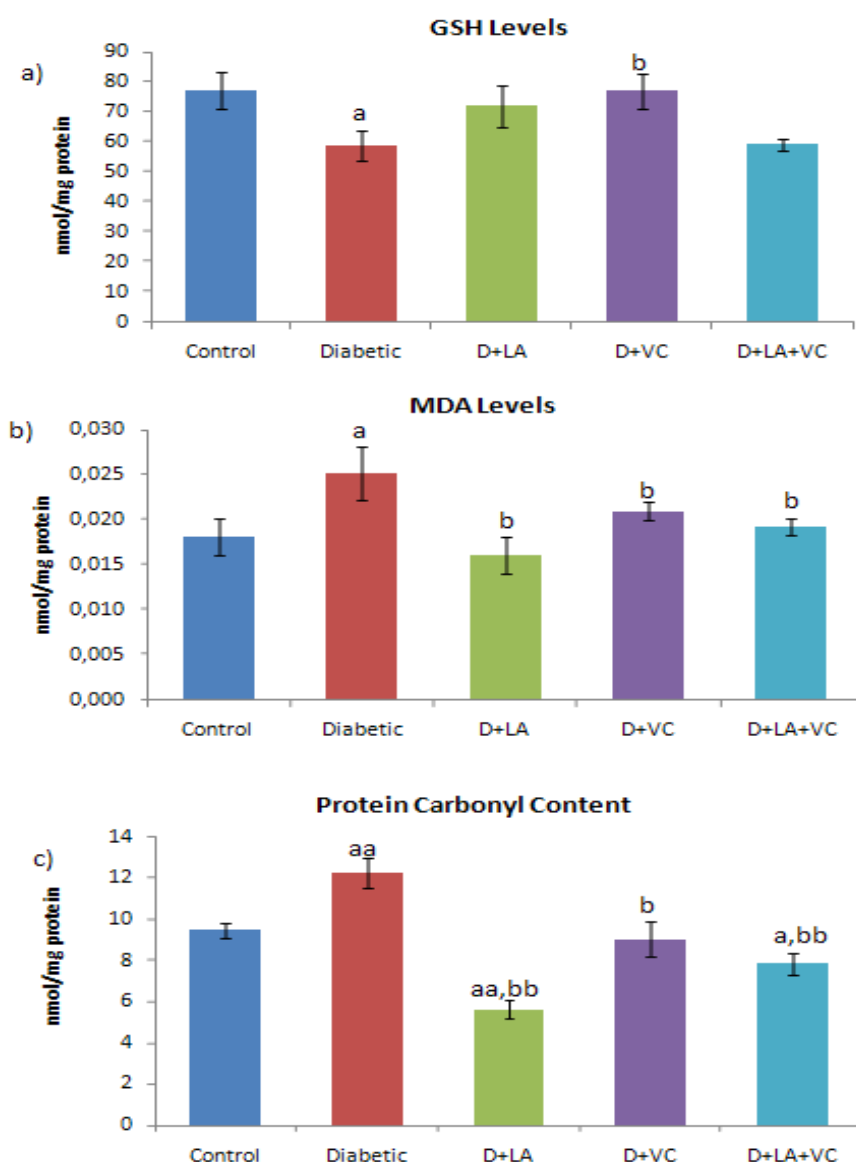 GSH Levels
a)
nmol/mg protein
90
80
70
60
50
40
30
20
10
0
a
b
Control Diabetic D+LA D+VC D+LA+VC
MDA Levels
b)
nmol/mg protein
0,030
0,025
0,020
0,015
0,010
0,005
0,000
a
b
b
b
Control Diabetic D+LA D+VC D+LA+VC
Protein Carbonyl Content
c)
nmol/mg protein
14
12
10
8
6
4
2
0
aa
aa,bb
b
a,bb
Control Diabetic D+LA D+VC D+LA+VC